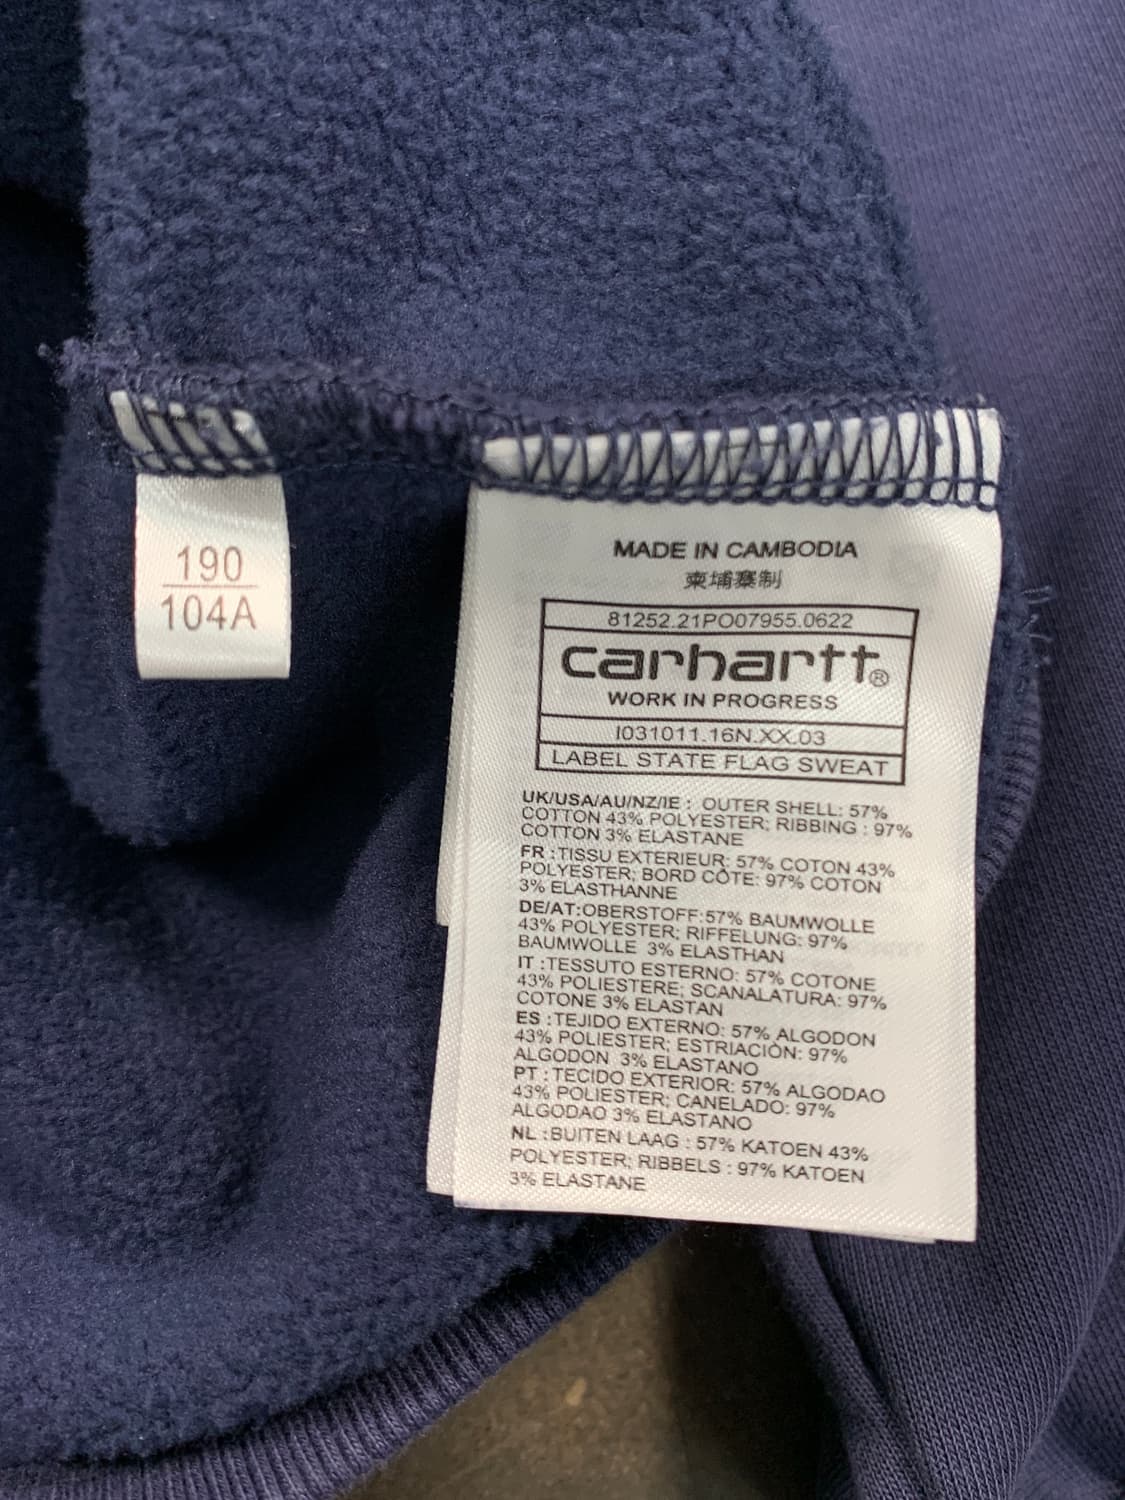 190
104A
MADE IN CAMBODIA
柬埔寨制
81252.21PO07955.0622
carhartt®
WORK IN PROGRESS
I031011.16N.XX.03
LABEL STATE FLAG SWEAT
UK/USA/AU/NZ/IE : OUTER SHELL: 57%
COTTON 43% POLYESTER; RIBBING : 97%
COTTON 3% ELASTANE
FR :TISSU EXTERIEUR: 57% COTON 43%
POLYESTER; BORD CÔTE: 97% COTON
3% ELASTHANNE
DE/AT:OBERSTOFF:57% BAUMWOLLE
43% POLYESTER; RIFFELUNG: 97%
BAUMWOLLE 3% ELASTHAN
IT :TESSUTO ESTERNO: 57% COTONE
43% POLIESTERE; SCANALATURA: 97%
COTONE 3% ELASTAN
ES :TEJIDO EXTERNO: 57% ALGODON
43% POLIESTER; ESTRIACIÓN: 97%
ALGODON 3% ELASTANO
PT :TECIDO EXTERIOR: 57% ALGODAO
43% POLIESTER; CANELADO: 97%
ALGODAO 3% ELASTANO
NL :BUITEN LAAG : 57% KATOEN 43%
POLYESTER; RIBBELS : 97% KATOEN
3% ELASTANE